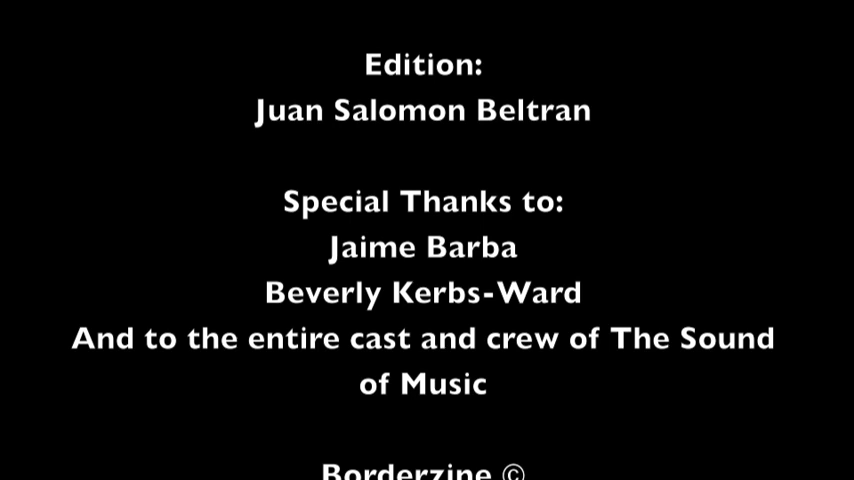 Edition:
Juan Salomon Beltran
Special Thanks to:
Jaime Barba
Beverly Kerbs-Ward
And to the entire cast and crew of The Sound
of Music
Borderzine ©